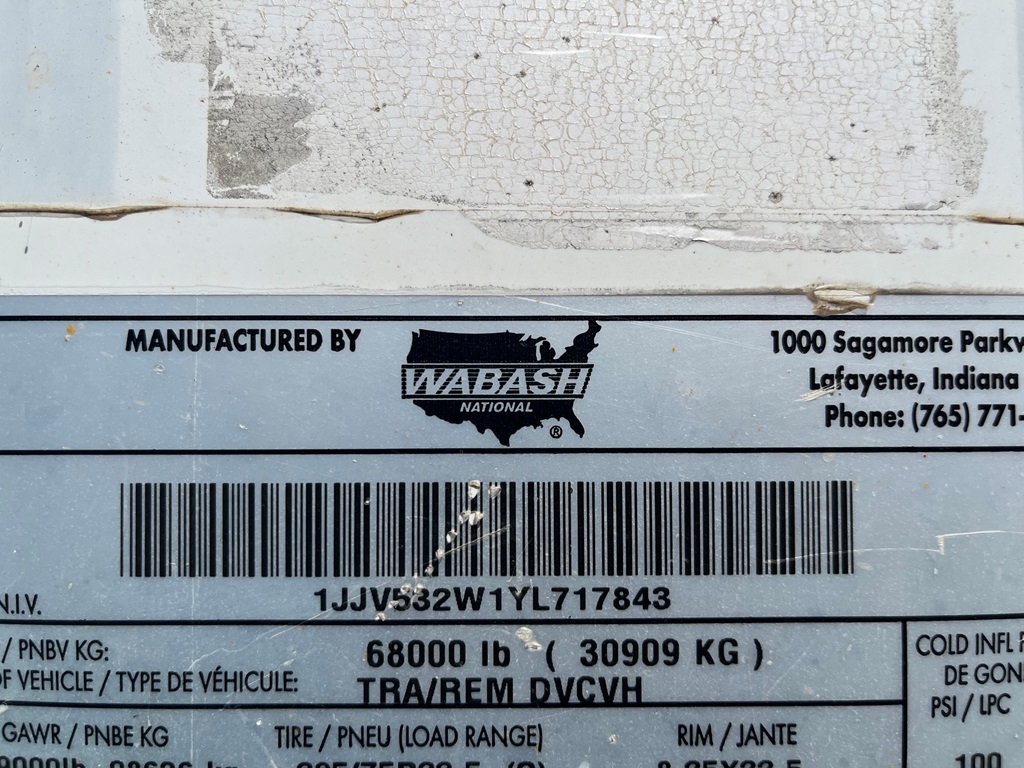 MANUFACTURED BY
WABASH
NATIONAL
®
1000 Sagamore Parkw
Lafayette, Indiana
Phone: (765) 771-
N.I.V.
1JJV532W1YL717843
/ PNBV KG:
68000 lb ( 30909 KG )
OF VEHICLE / TYPE DE VÉHICULE:
TRA/REM DVCVH
COLD INFL P
DE GON
PSI / LPC
GAWR / PNBE KG
TIRE / PNEU (LOAD RANGE)
RIM / JANTE
100